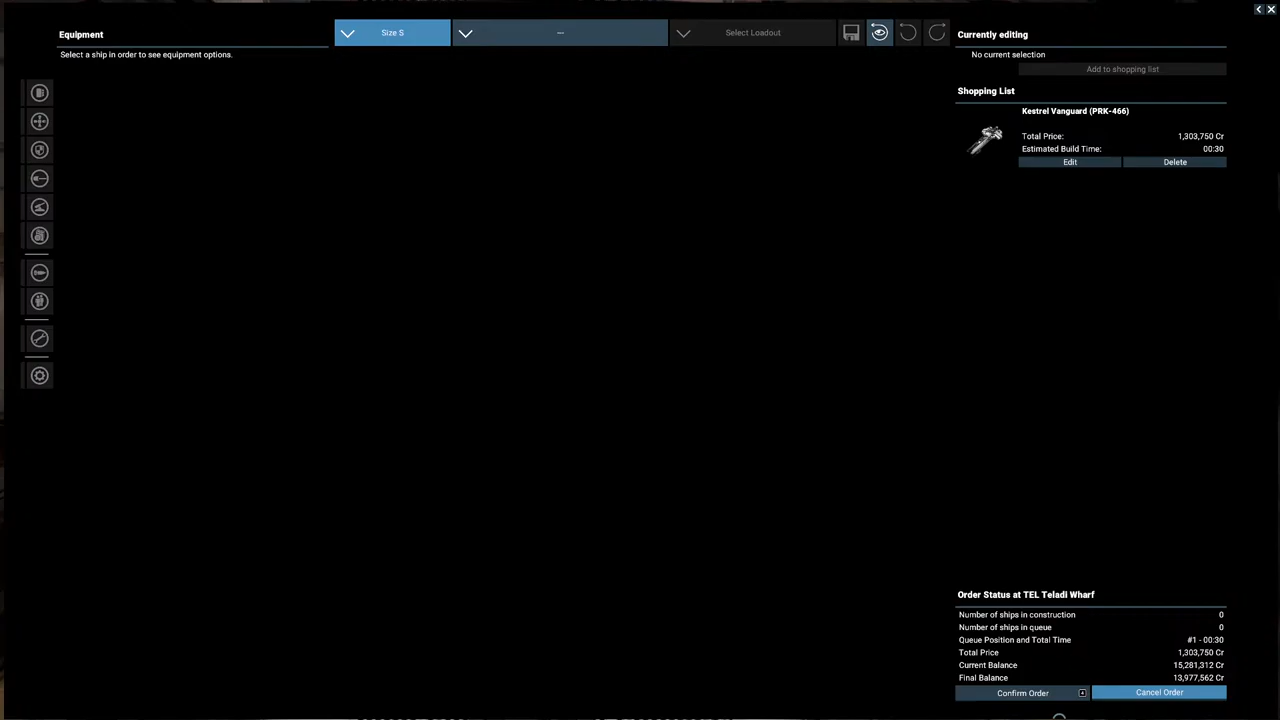 Equipment
Select a ship in order to see equipment options.
Size S
---
Select Loadout
Currently editing
No current selection
Add to shopping list
Shopping List
Kestrel Vanguard (PRK-466)
Total Price: 1,303,750 Cr
Estimated Build Time: 00:30
Edit Delete
Order Status at TEL Teladi Wharf
Number of ships in construction 0
Number of ships in queue 0
Queue Position and Total Time #1 - 00:30
Total Price 1,303,750 Cr
Current Balance 15,281,312 Cr
Final Balance 13,977,562 Cr
Confirm Order Cancel Order